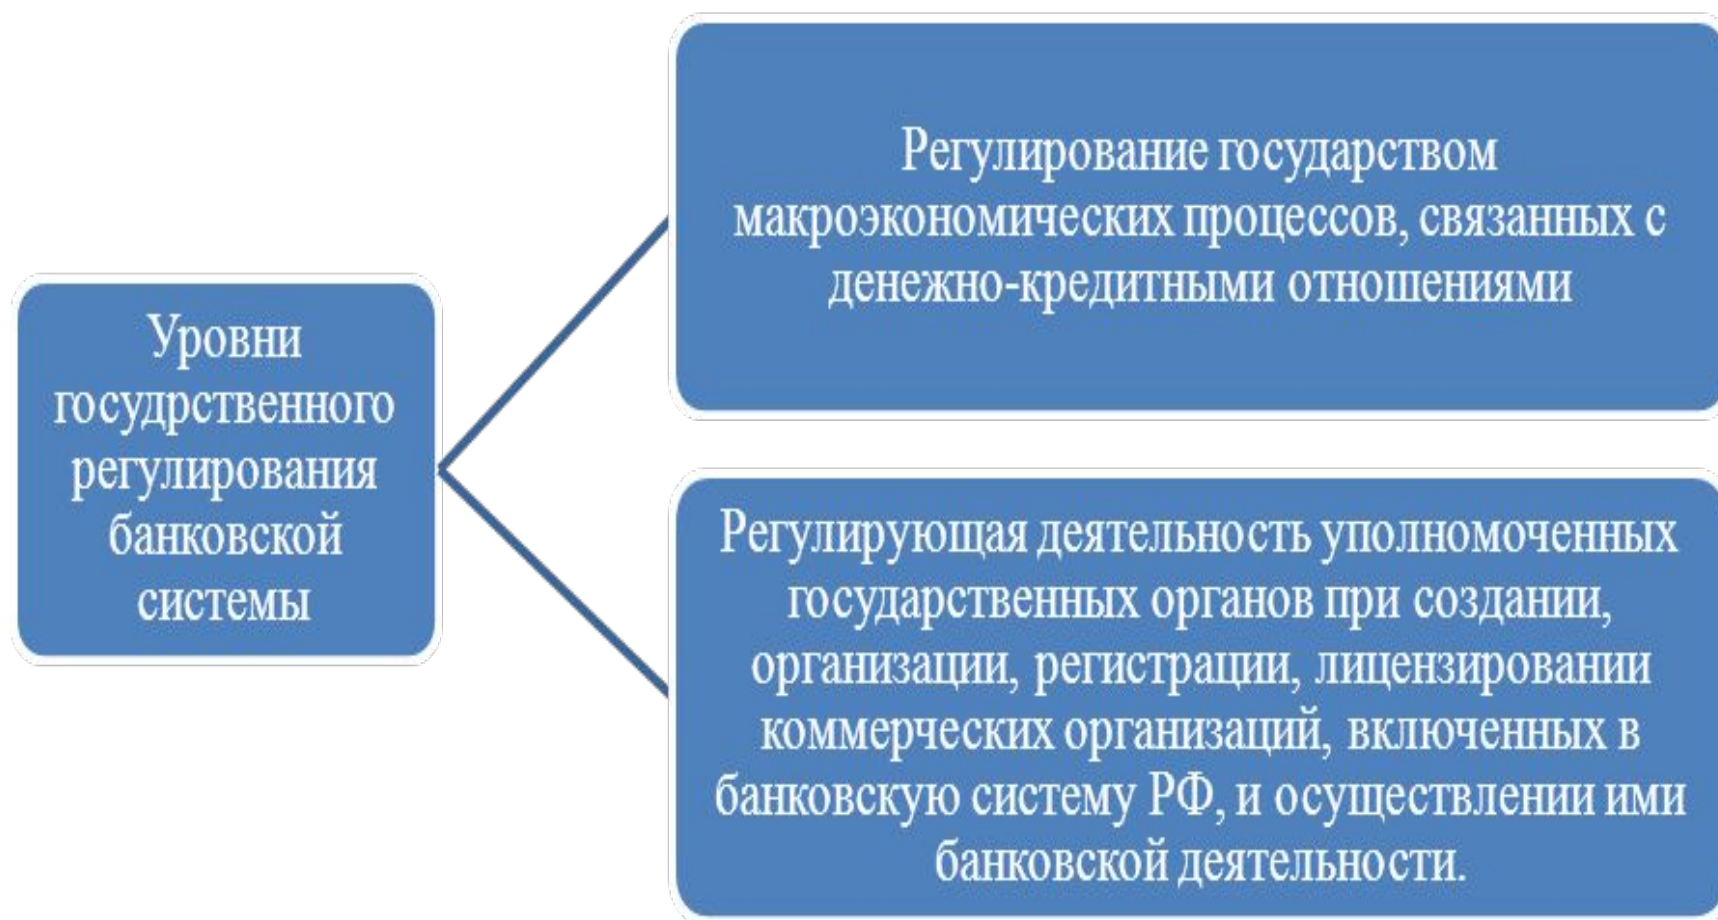 Уровни
госудрственного
регулирования
банковской
системы
Регулирование государством
макроэкономических процессов, связанных с
денежно-кредитными отношениями
Регулирующая деятельность уполномоченных
государственных органов при создании,
организации, регистрации, лицензировании
коммерческих организаций, включенных в
банковскую систему РФ, и осуществлении ими
банковской деятельности.